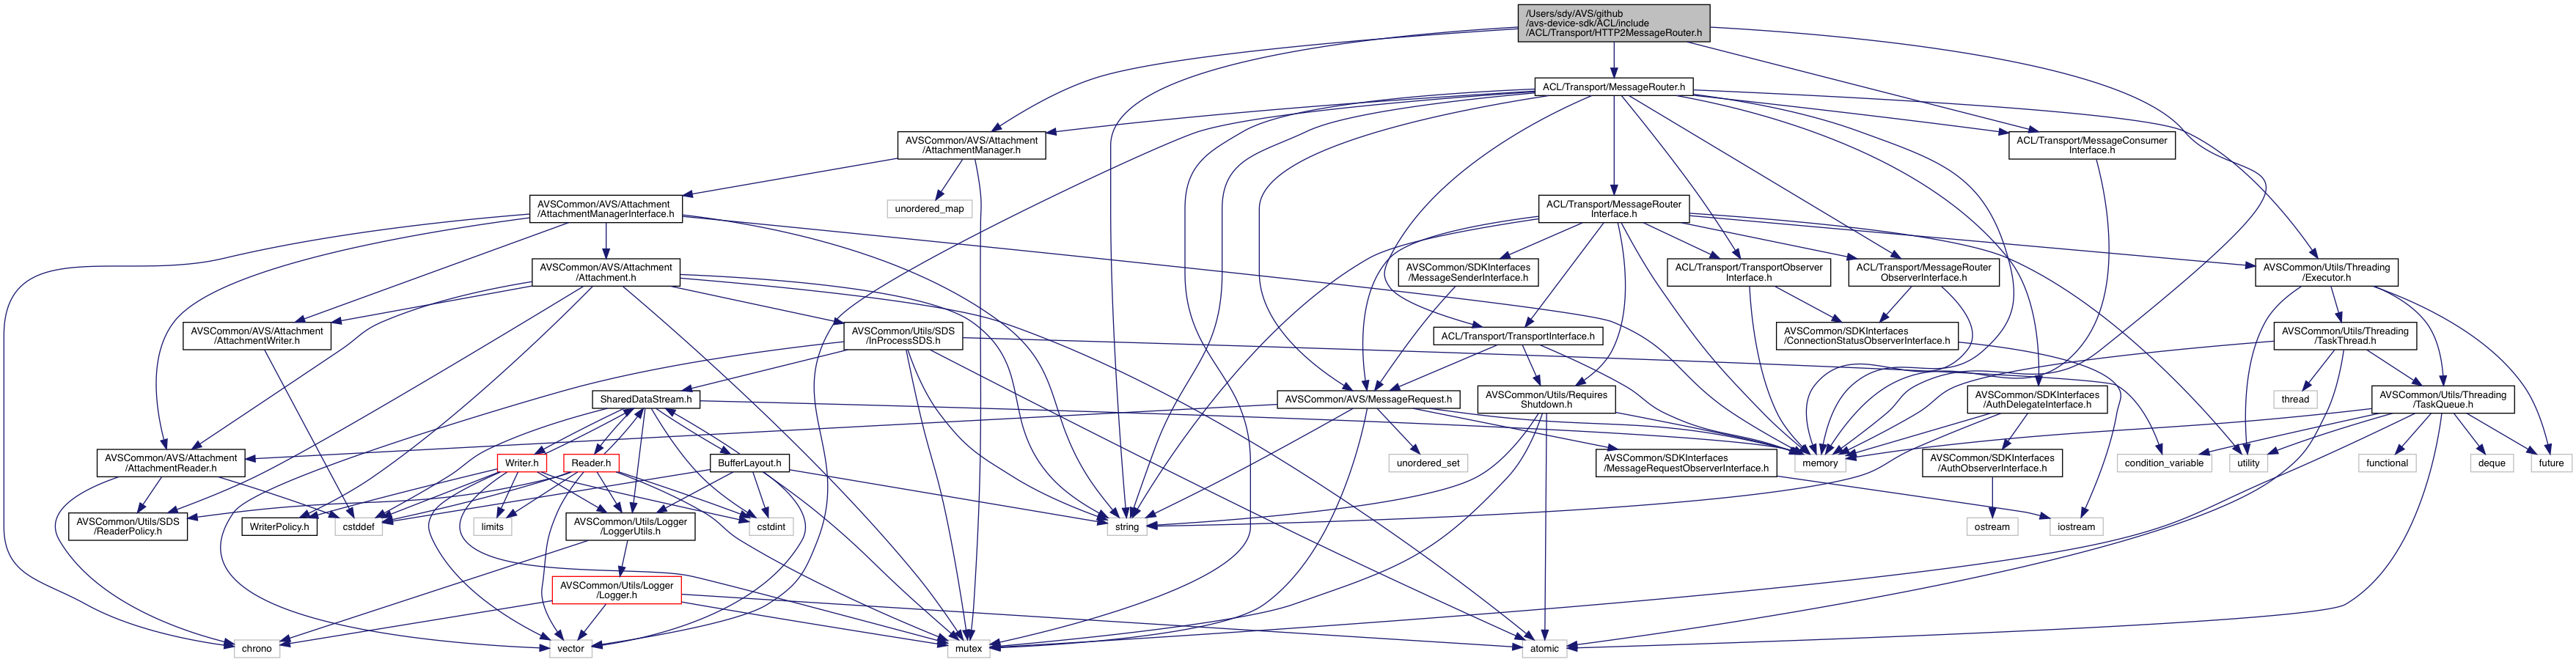 /Users/sdy/AVS/github
/avs-device-sdk/ACL/include
/ACL/Transport/HTTP2MessageRouter.h
ACL/Transport/MessageRouter.h
AVSCommon/AVS/Attachment
/AttachmentManager.h
ACL/Transport/MessageConsumer
Interface.h
AVSCommon/AVS/Attachment
/AttachmentManagerInterface.h
unordered_map
ACL/Transport/MessageRouter
Interface.h
AVSCommon/AVS/Attachment
/Attachment.h
AVSCommon/SDKInterfaces
/MessageSenderInterface.h
ACL/Transport/TransportObserver
Interface.h
ACL/Transport/MessageRouter
ObserverInterface.h
AVSCommon/Utils/Threading
/Executor.h
AVSCommon/AVS/Attachment
/AttachmentWriter.h
AVSCommon/Utils/SDS
/InProcessSDS.h
ACL/Transport/TransportInterface.h
AVSCommon/SDKInterfaces
/ConnectionStatusObserverInterface.h
AVSCommon/Utils/Threading
/TaskThread.h
SharedDataStream.h
AVSCommon/AVS/MessageRequest.h
AVSCommon/Utils/Requires
Shutdown.h
AVSCommon/SDKInterfaces
/AuthDelegateInterface.h
thread
AVSCommon/Utils/Threading
/TaskQueue.h
AVSCommon/AVS/Attachment
/AttachmentReader.h
Writer.h
Reader.h
BufferLayout.h
unordered_set
AVSCommon/SDKInterfaces
/MessageRequestObserverInterface.h
memory
AVSCommon/SDKInterfaces
/AuthObserverInterface.h
condition_variable
utility
functional
deque
future
AVSCommon/Utils/SDS
/ReaderPolicy.h
WriterPolicy.h
cstddef
limits
AVSCommon/Utils/Logger
/LoggerUtils.h
cstdint
string
ostream
iostream
AVSCommon/Utils/Logger
/Logger.h
chrono
vector
mutex
atomic